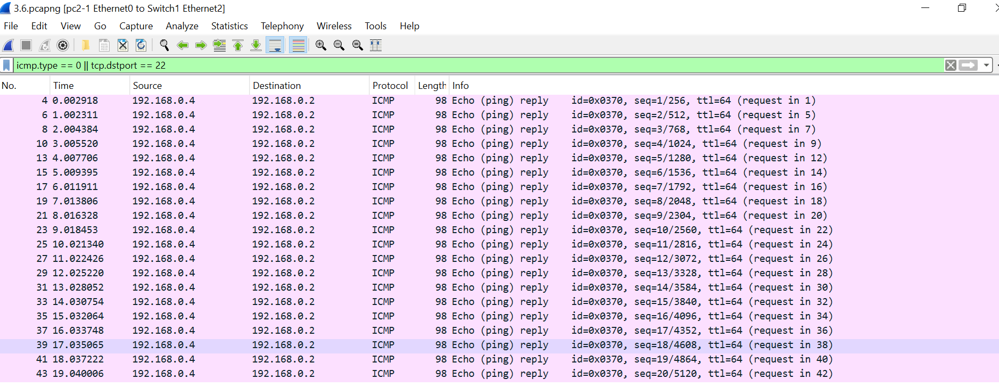 3.6.pcapng [pc2-1 Ethernet0 to Switch1 Ethernet2]
File Edit View Go Capture Analyze Statistics Telephony Wireless Tools Help
icmp.type == 0 || tcp.dstport == 22
No. Time Source Destination Protocol Length Info
4 0.002918 192.168.0.4 192.168.0.2 ICMP 98 Echo (ping) reply id=0x0370, seq=1/256, ttl=64 (request in 1)
6 1.002311 192.168.0.4 192.168.0.2 ICMP 98 Echo (ping) reply id=0x0370, seq=2/512, ttl=64 (request in 5)
8 2.004384 192.168.0.4 192.168.0.2 ICMP 98 Echo (ping) reply id=0x0370, seq=3/768, ttl=64 (request in 7)
10 3.005520 192.168.0.4 192.168.0.2 ICMP 98 Echo (ping) reply id=0x0370, seq=4/1024, ttl=64 (request in 9)
13 4.007706 192.168.0.4 192.168.0.2 ICMP 98 Echo (ping) reply id=0x0370, seq=5/1280, ttl=64 (request in 12)
15 5.009395 192.168.0.4 192.168.0.2 ICMP 98 Echo (ping) reply id=0x0370, seq=6/1536, ttl=64 (request in 14)
17 6.011911 192.168.0.4 192.168.0.2 ICMP 98 Echo (ping) reply id=0x0370, seq=7/1792, ttl=64 (request in 16)
19 7.013806 192.168.0.4 192.168.0.2 ICMP 98 Echo (ping) reply id=0x0370, seq=8/2048, ttl=64 (request in 18)
21 8.016328 192.168.0.4 192.168.0.2 ICMP 98 Echo (ping) reply id=0x0370, seq=9/2304, ttl=64 (request in 20)
23 9.018453 192.168.0.4 192.168.0.2 ICMP 98 Echo (ping) reply id=0x0370, seq=10/2560, ttl=64 (request in 22)
25 10.021340 192.168.0.4 192.168.0.2 ICMP 98 Echo (ping) reply id=0x0370, seq=11/2816, ttl=64 (request in 24)
27 11.022426 192.168.0.4 192.168.0.2 ICMP 98 Echo (ping) reply id=0x0370, seq=12/3072, ttl=64 (request in 26)
29 12.025220 192.168.0.4 192.168.0.2 ICMP 98 Echo (ping) reply id=0x0370, seq=13/3328, ttl=64 (request in 28)
31 13.028052 192.168.0.4 192.168.0.2 ICMP 98 Echo (ping) reply id=0x0370, seq=14/3584, ttl=64 (request in 30)
33 14.030754 192.168.0.4 192.168.0.2 ICMP 98 Echo (ping) reply id=0x0370, seq=15/3840, ttl=64 (request in 32)
35 15.032064 192.168.0.4 192.168.0.2 ICMP 98 Echo (ping) reply id=0x0370, seq=16/4096, ttl=64 (request in 34)
37 16.033748 192.168.0.4 192.168.0.2 ICMP 98 Echo (ping) reply id=0x0370, seq=17/4352, ttl=64 (request in 36)
39 17.035065 192.168.0.4 192.168.0.2 ICMP 98 Echo (ping) reply id=0x0370, seq=18/4608, ttl=64 (request in 38)
41 18.037222 192.168.0.4 192.168.0.2 ICMP 98 Echo (ping) reply id=0x0370, seq=19/4864, ttl=64 (request in 40)
43 19.040006 192.168.0.4 192.168.0.2 ICMP 98 Echo (ping) reply id=0x0370, seq=20/5120, ttl=64 (request in 42)